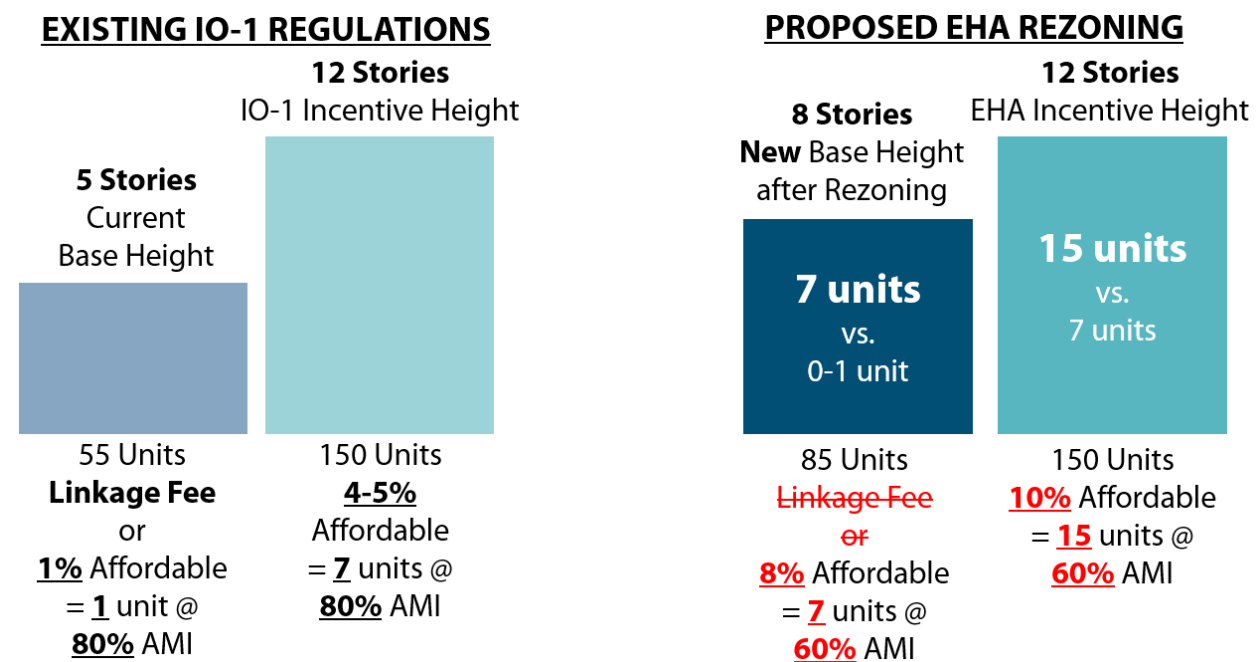 EXISTING IO-1 REGULATIONS
12 Stories
IO-1 Incentive Height
5 Stories
Current
Base Height
55 Units
Linkage Fee
or
1% Affordable
= 1 unit @
80% AMI
150 Units
4-5%
Affordable
= 7 units @
80% AMI
PROPOSED EHA REZONING
8 Stories
New Base Height
after Rezoning
7 units
vs.
0-1 unit
85 Units
Linkage Fee
or
8% Affordable
= 7 units @
60% AMI
12 Stories
EHA Incentive Height
15 units
vs.
7 units
150 Units
10% Affordable
= 15 units @
60% AMI